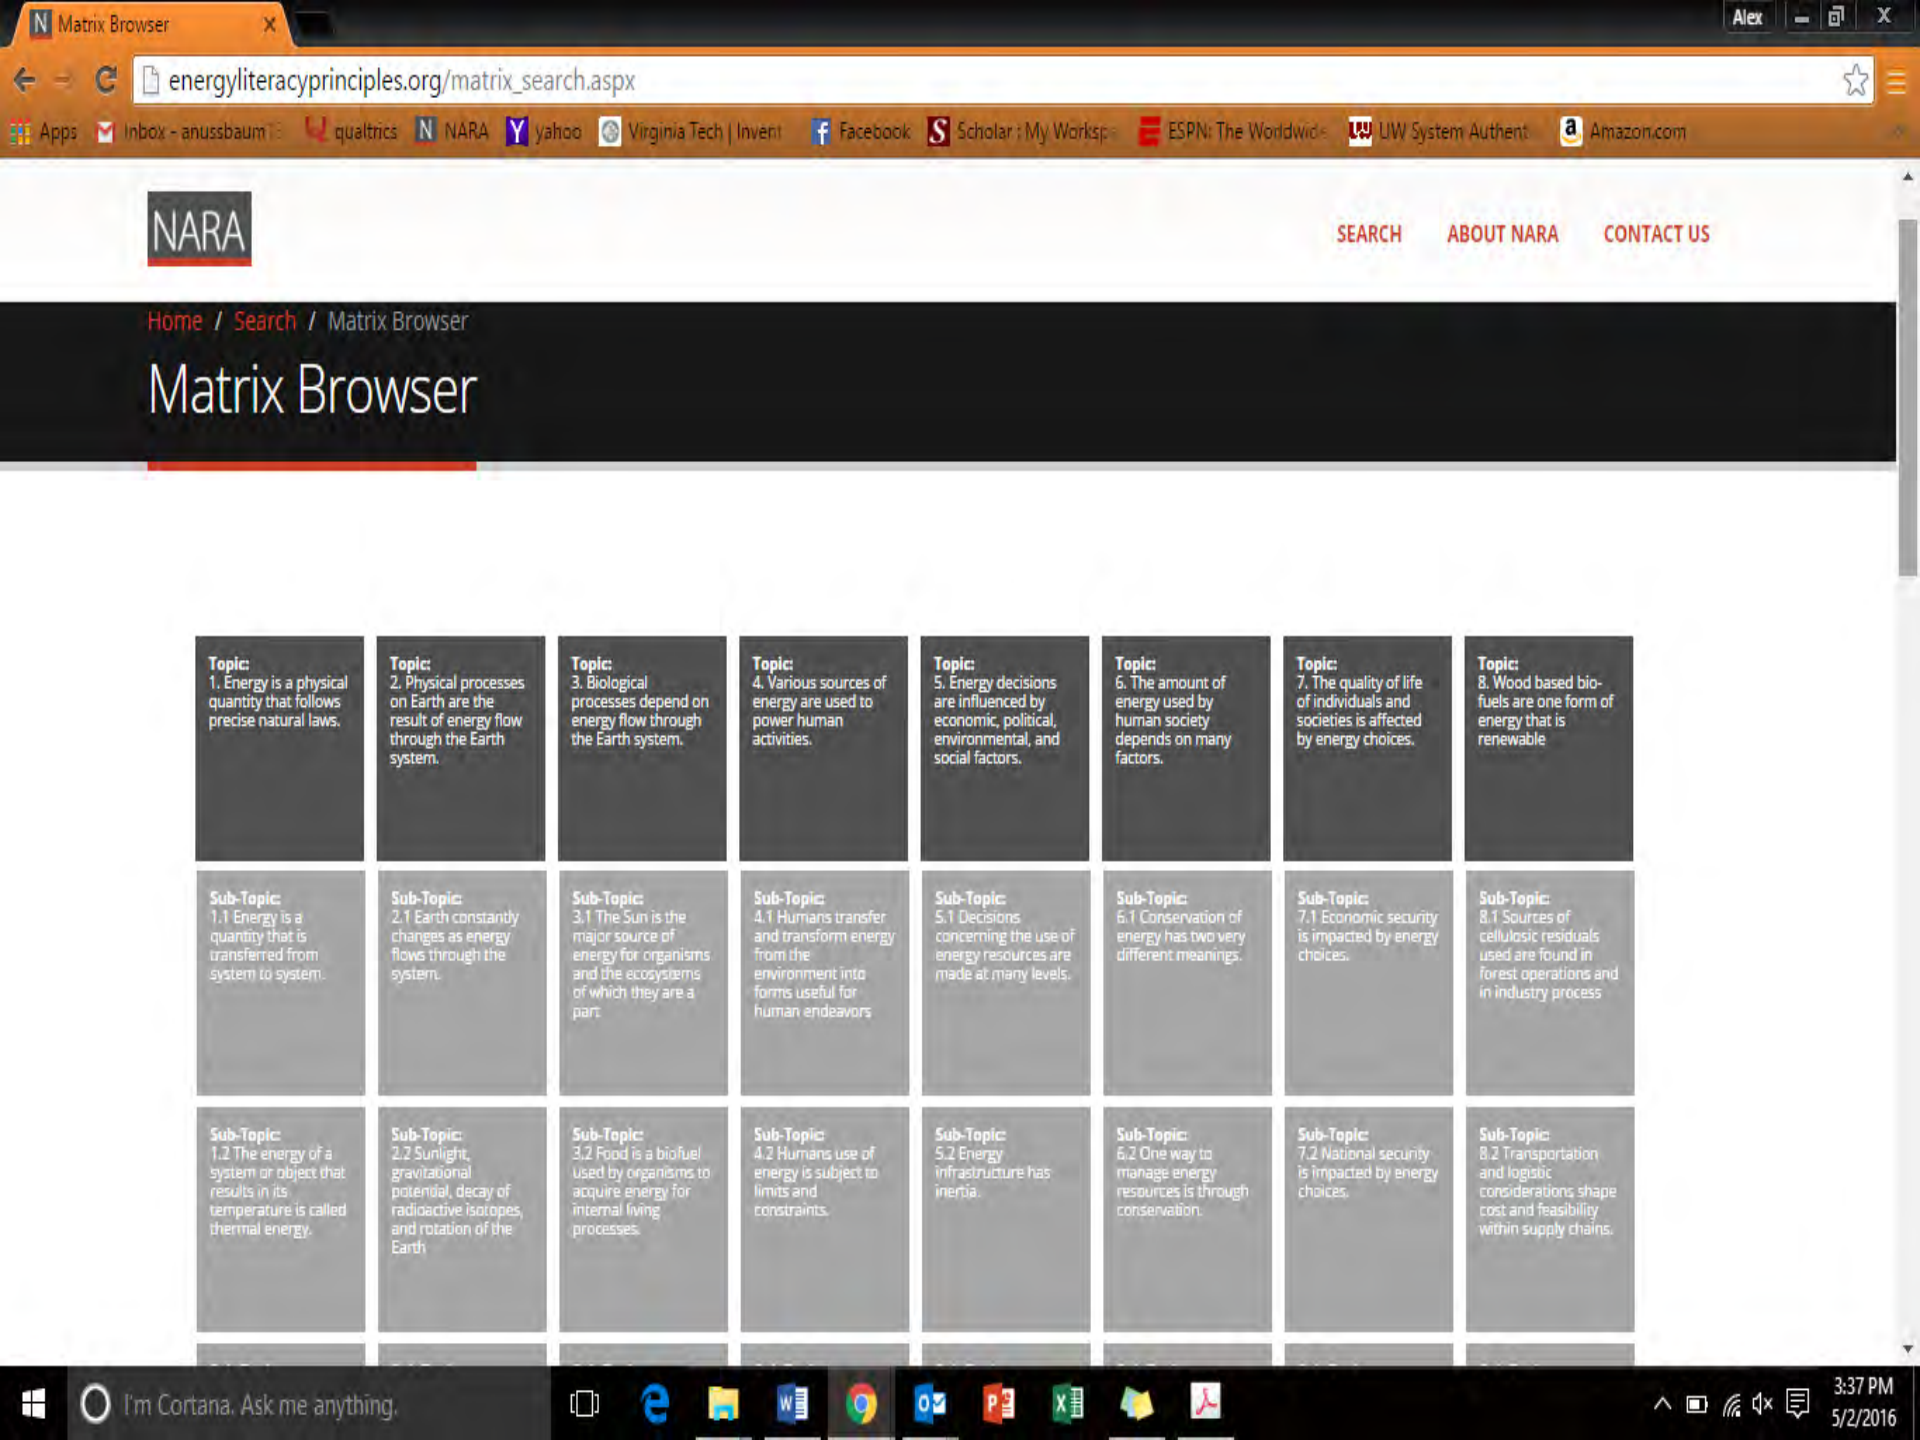 N Matrix Browser
Alex
energyliteracyprinciples.org/matrix_search.aspx
Apps
Inbox - anussbaum
qualtrics
N NARA
Y yahoo
Virginia Tech | Invent
f Facebook
S Scholar : My Workspa
ESPN: The Worldwide
UW System Authent
a Amazon.com
NARA
SEARCH ABOUT NARA CONTACT US
Home / Search / Matrix Browser
Matrix Browser
Topic:
1. Energy is a physical
quantity that follows
precise natural laws.
Topic:
2. Physical processes
on Earth are the
result of energy flow
through the Earth
system.
Topic:
3. Biological
processes depend on
energy flow through
the Earth system.
Topic:
4. Various sources of
energy are used to
power human
activities.
Topic:
5. Energy decisions
are influenced by
economic, political,
environmental, and
social factors.
Topic:
6. The amount of
energy used by
human society
depends on many
factors.
Topic:
7. The quality of life
of individuals and
societies is affected
by energy choices.
Topic:
8. Wood based bio-
fuels are one form of
energy that is
renewable
Sub-Topic:
1.1 Energy is a
quantity that is
transferred from
system to system.
Sub-Topic:
2.1 Earth constantly
changes as energy
flows through the
system.
Sub-Topic:
3.1 The Sun is the
major source of
energy for organisms
and the ecosystems
of which they are a
part
Sub-Topic:
4.1 Humans transfer
and transform energy
from the
environment into
forms useful for
human endeavors
Sub-Topic:
5.1 Decisions
concerning the use of
energy resources are
made at many levels.
Sub-Topic:
6.1 Conservation of
energy has two very
different meanings.
Sub-Topic:
7.1 Economic security
is impacted by energy
choices.
Sub-Topic:
8.1 Sources of
cellulosic residuals
used are found in
forest operations and
in industry process
Sub-Topic:
1.2 The energy of a
system or object that
results in its
temperature is called
thermal energy.
Sub-Topic:
2.2 Sunlight,
gravitational
potential, decay of
radioactive isotopes,
and rotation of the
Earth
Sub-Topic:
3.2 Food is a biofuel
used by organisms to
acquire energy for
internal living
processes.
Sub-Topic:
4.2 Humans use of
energy is subject to
limits and
constraints.
Sub-Topic:
5.2 Energy
infrastructure has
inertia.
Sub-Topic:
6.2 One way to
manage energy
resources is through
conservation.
Sub-Topic:
7.2 National security
is impacted by energy
choices.
Sub-Topic:
8.2 Transportation
and logistic
considerations shape
cost and feasibility
within supply chains.
I'm Cortana. Ask me anything.
3:37 PM
5/2/2016